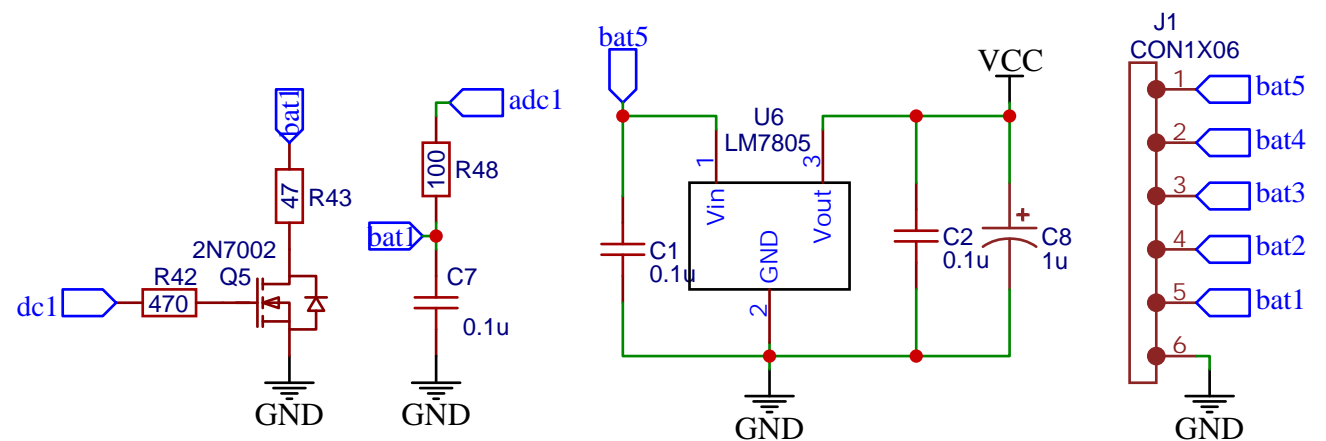 bat1
47
R43
2N7002
Q5
R42
470
dc1
GND
adc1
100
R48
bat1
C7
0.1u
GND
bat5
VCC
U6
LM7805
1
3
Vin
Vout
GND
2
C1
0.1u
C2
0.1u
+
C8
1u
GND
J1
CON1X06
1 bat5
2 bat4
3 bat3
4 bat2
5 bat1
6
GND